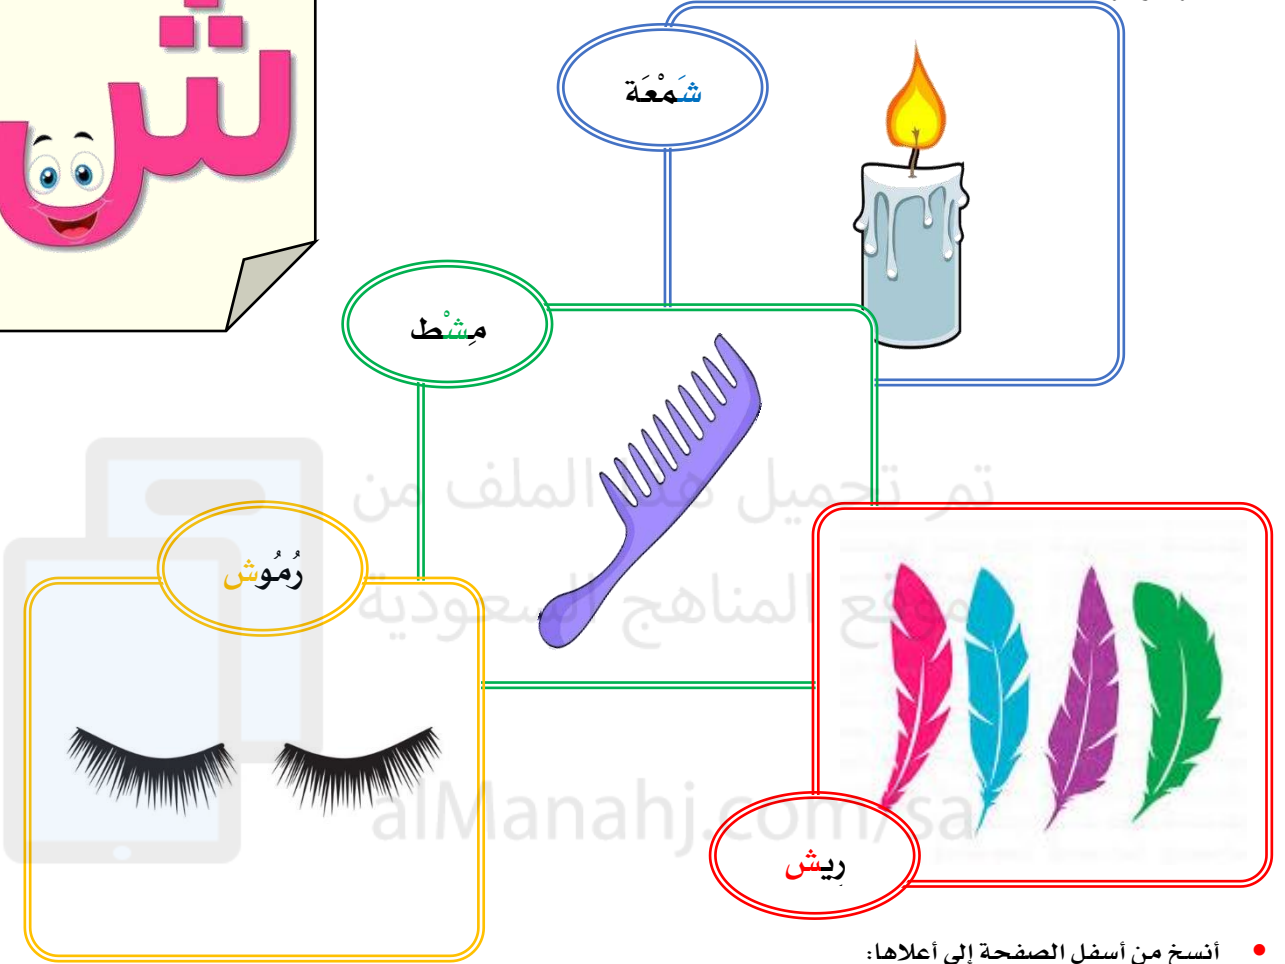 ش
شَمْعَة
مِشْط
تم تحميل هذا الملف من
رُمُوش
موقع المناهج السعودية
alManahj.com/sa
رِيش
• أنسخ من أسفل الصفحة إلى أعلاها: